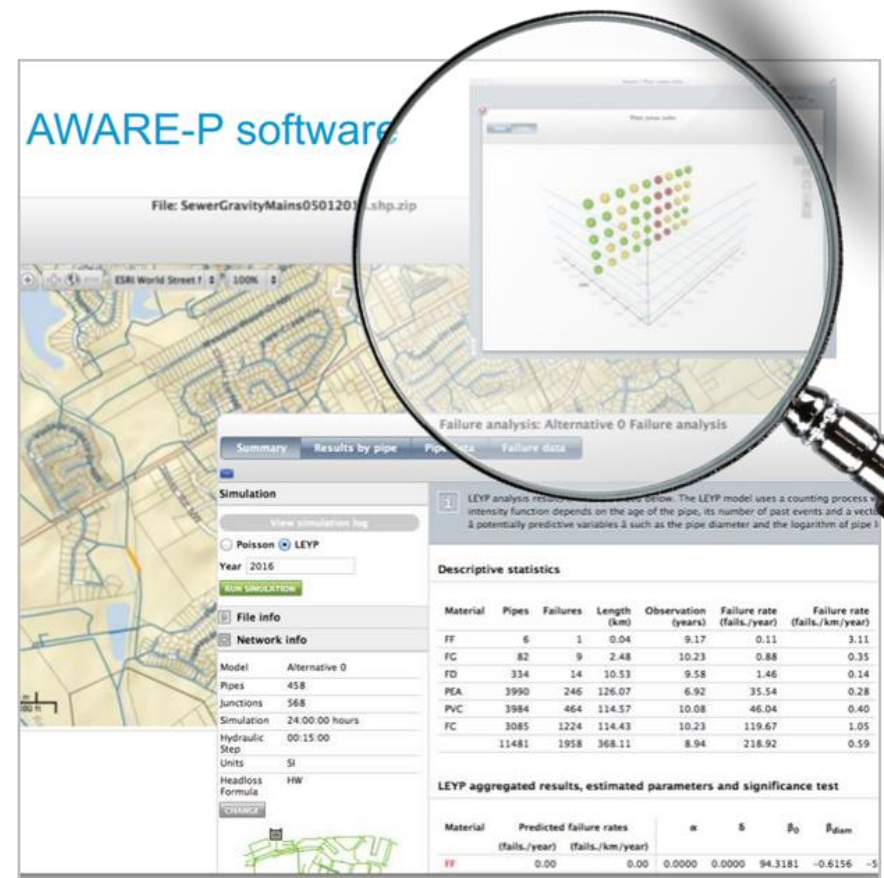 AWARE-P software
File: SewerGravityMains0501201 .shp.zip
ESRI World Street 100%
Failure analysis: Alternative 0 Failure analysis
Summary Results by pipe Pipe data Failure data
Simulation
View simulation log
Poisson LEYP
Year 2016
RUN SIMULATION
File info
Network info
Model Alternative 0
Pipes 458
Junctions 568
Simulation 24:00:00 hours
Hydraulic Step 00:15:00
Units SI
Headloss Formula HW
CHANGE
LEYP analysis results below. The LEYP model uses a counting process
intensity function depends on the age of the pipe, its number of past events and a vecto
â potentially predictive variables â such as the pipe diameter and the logarithm of pipe
Descriptive statistics
Material Pipes Failures Length (km) Observation (years) Failure rate (fails./year) Failure rate (fails./km/year)
FF 6 1 0.04 9.17 0.11 3.11
FG 82 9 2.48 10.23 0.88 0.35
FD 334 14 10.53 9.58 1.46 0.14
PEA 3990 246 126.07 6.92 35.54 0.28
PVC 3984 464 114.57 10.08 46.04 0.40
FC 3085 1224 114.43 10.23 119.67 1.05
11481 1958 368.11 8.94 218.92 0.59
LEYP aggregated results, estimated parameters and significance test
Material Predicted failure rates α δ β0 βdiam
(fails./year) (fails./km/year)
FF 0.00 0.00 0.0000 0.0000 94.3181 -0.6156 -5